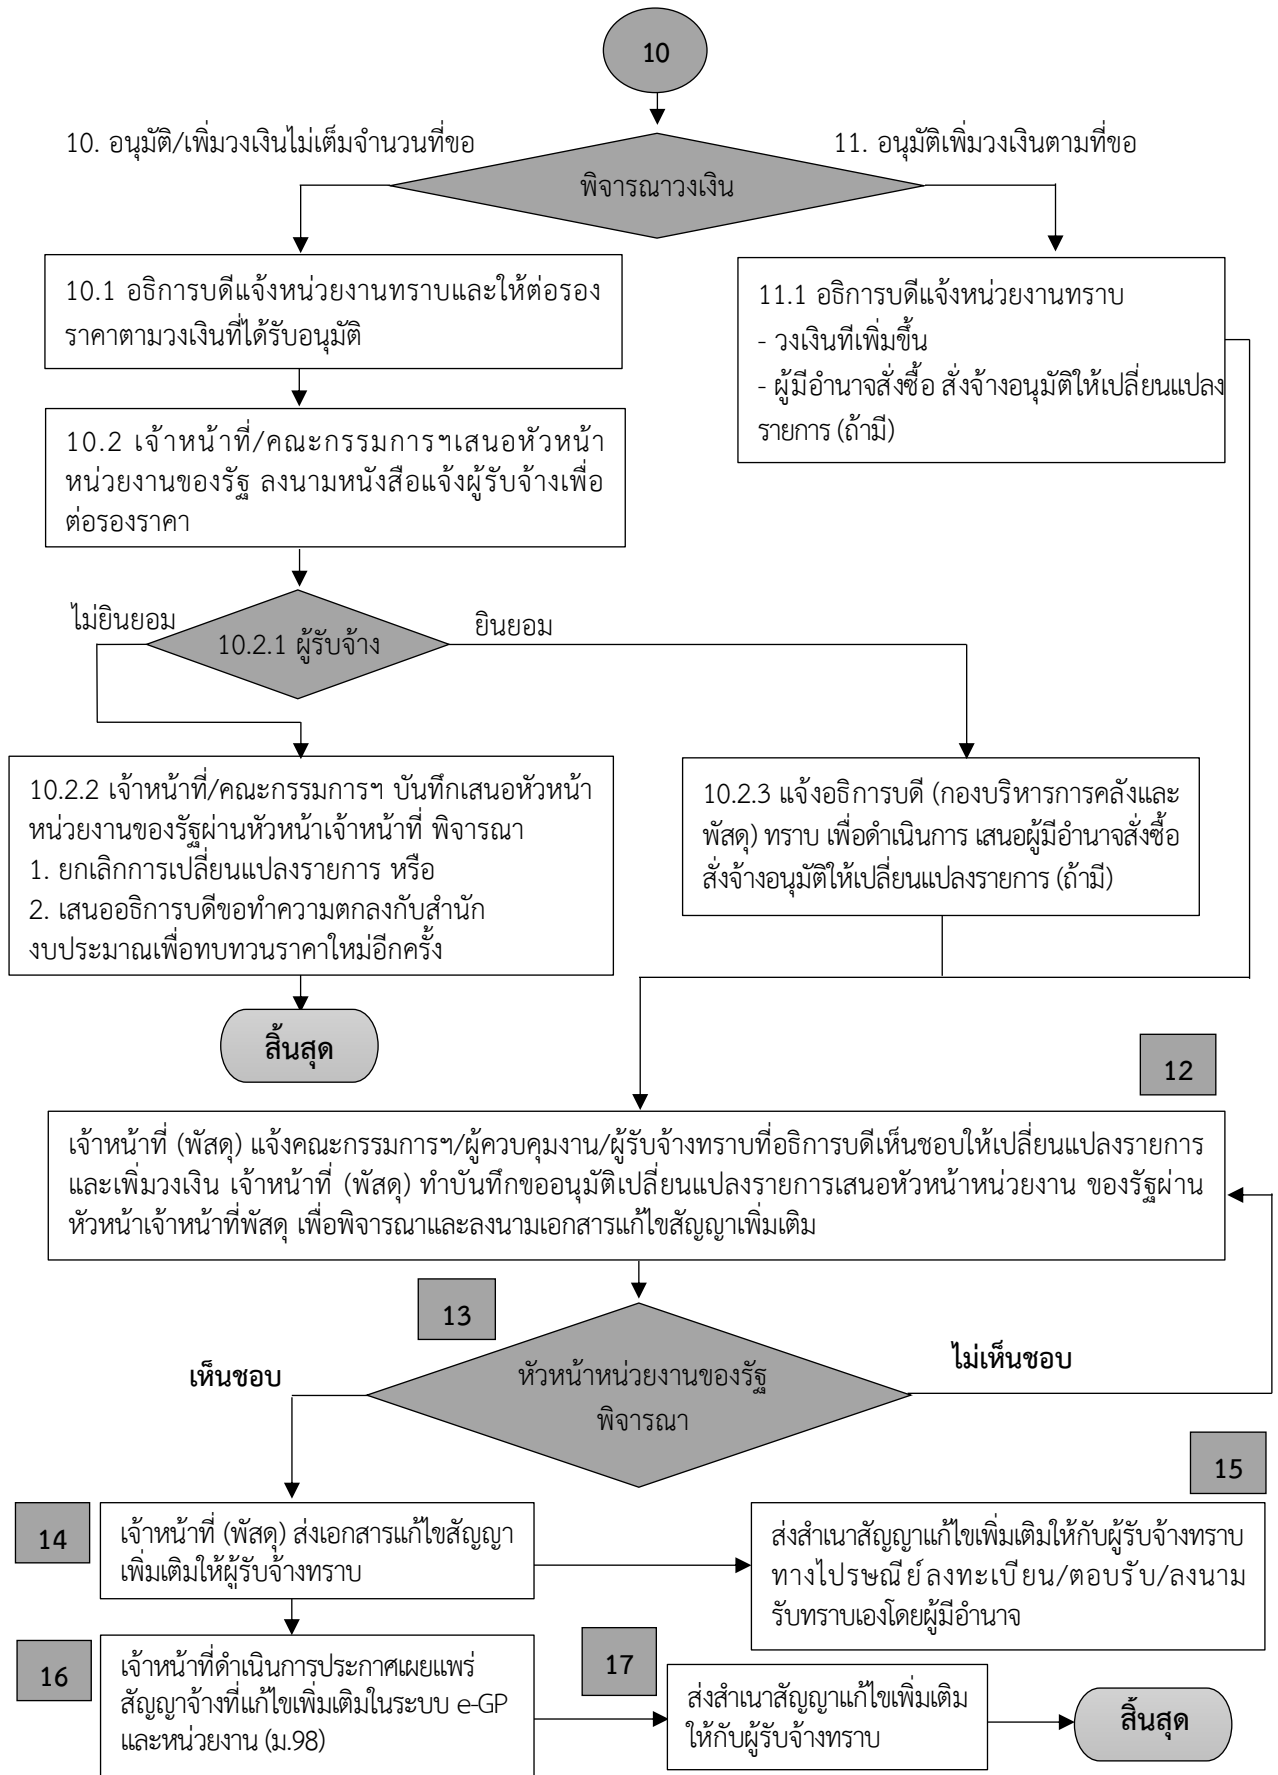 10
10. อนุมัติ/เพิ่มวงเงินไม่เต็มจำนวนที่ขอ
11. อนุมัติเพิ่มวงเงินตามที่ขอ
พิจารณาวงเงิน
10.1 อธิการบดีแจ้งหน่วยงานทราบและให้ต่อรอง
ราคาตามวงเงินที่ได้รับอนุมัติ
11.1 อธิการบดีแจ้งหน่วยงานทราบ
- วงเงินทีเพิ่มขึ้น
- ผู้มีอำนาจสั่งซื้อ สั่งจ้างอนุมัติให้เปลี่ยนแปลง
รายการ (ถ้ามี)
10.2 เจ้าหน้าที่/คณะกรรมการฯเสนอหัวหน้า
หน่วยงานของรัฐ ลงนามหนังสือแจ้งผู้รับจ้างเพื่อ
ต่อรองราคา
ไม่ยินยอม
10.2.1 ผู้รับจ้าง
ยินยอม
10.2.2 เจ้าหน้าที่/คณะกรรมการฯ บันทึกเสนอหัวหน้า
หน่วยงานของรัฐผ่านหัวหน้าเจ้าหน้าที่ พิจารณา
1. ยกเลิกการเปลี่ยนแปลงรายการ หรือ
2. เสนออธิการบดีขอทำความตกลงกับสำนัก
งบประมาณเพื่อทบทวนราคาใหม่อีกครั้ง
10.2.3 แจ้งอธิการบดี (กองบริหารการคลังและ
พัสดุ) ทราบ เพื่อดำเนินการ เสนอผู้มีอำนาจสั่งซื้อ
สั่งจ้างอนุมัติให้เปลี่ยนแปลงรายการ (ถ้ามี)
สิ้นสุด
12
เจ้าหน้าที่ (พัสดุ) แจ้งคณะกรรมการฯ/ผู้ควบคุมงาน/ผู้รับจ้างทราบที่อธิการบดีเห็นชอบให้เปลี่ยนแปลงรายการ
และเพิ่มวงเงิน เจ้าหน้าที่ (พัสดุ) ทำบันทึกขออนุมัติเปลี่ยนแปลงรายการเสนอหัวหน้าหน่วยงาน ของรัฐผ่าน
หัวหน้าเจ้าหน้าที่พัสดุ เพื่อพิจารณาและลงนามเอกสารแก้ไขสัญญาเพิ่มเติม
13
เห็นชอบ
หัวหน้าหน่วยงานของรัฐ
พิจารณา
ไม่เห็นชอบ
15
14
เจ้าหน้าที่ (พัสดุ) ส่งเอกสารแก้ไขสัญญา
เพิ่มเติมให้ผู้รับจ้างทราบ
ส่งสำเนาสัญญาแก้ไขเพิ่มเติมให้กับผู้รับจ้างทราบ
ทางไปรษณีย์ลงทะเบียน/ตอบรับ/ลงนาม
รับทราบเองโดยผู้มีอำนาจ
16
เจ้าหน้าที่ดำเนินการประกาศเผยแพร่
สัญญาจ้างที่แก้ไขเพิ่มเติมในระบบ e-GP
และหน่วยงาน (ม.98)
17
ส่งสำเนาสัญญาแก้ไขเพิ่มเติม
ให้กับผู้รับจ้างทราบ
สิ้นสุด